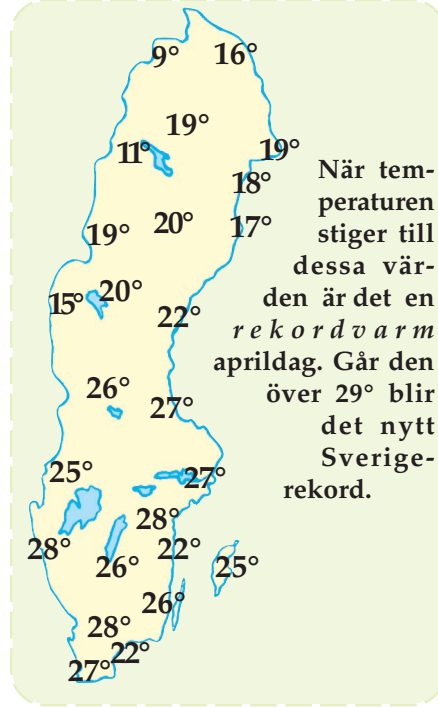 9° 16°
19°
11° 19°
18°
20° 17°
19°
15° 20°
22°
26°
27°
25°
27°
28°
28° 22°
26° 25°
26°
28°
22°
27°
När tem-
peraturen
stiger till
dessa vär-
den är det en
rekordvarm
aprildag. Går den
över 29° blir
det nytt
Sverige-
rekord.